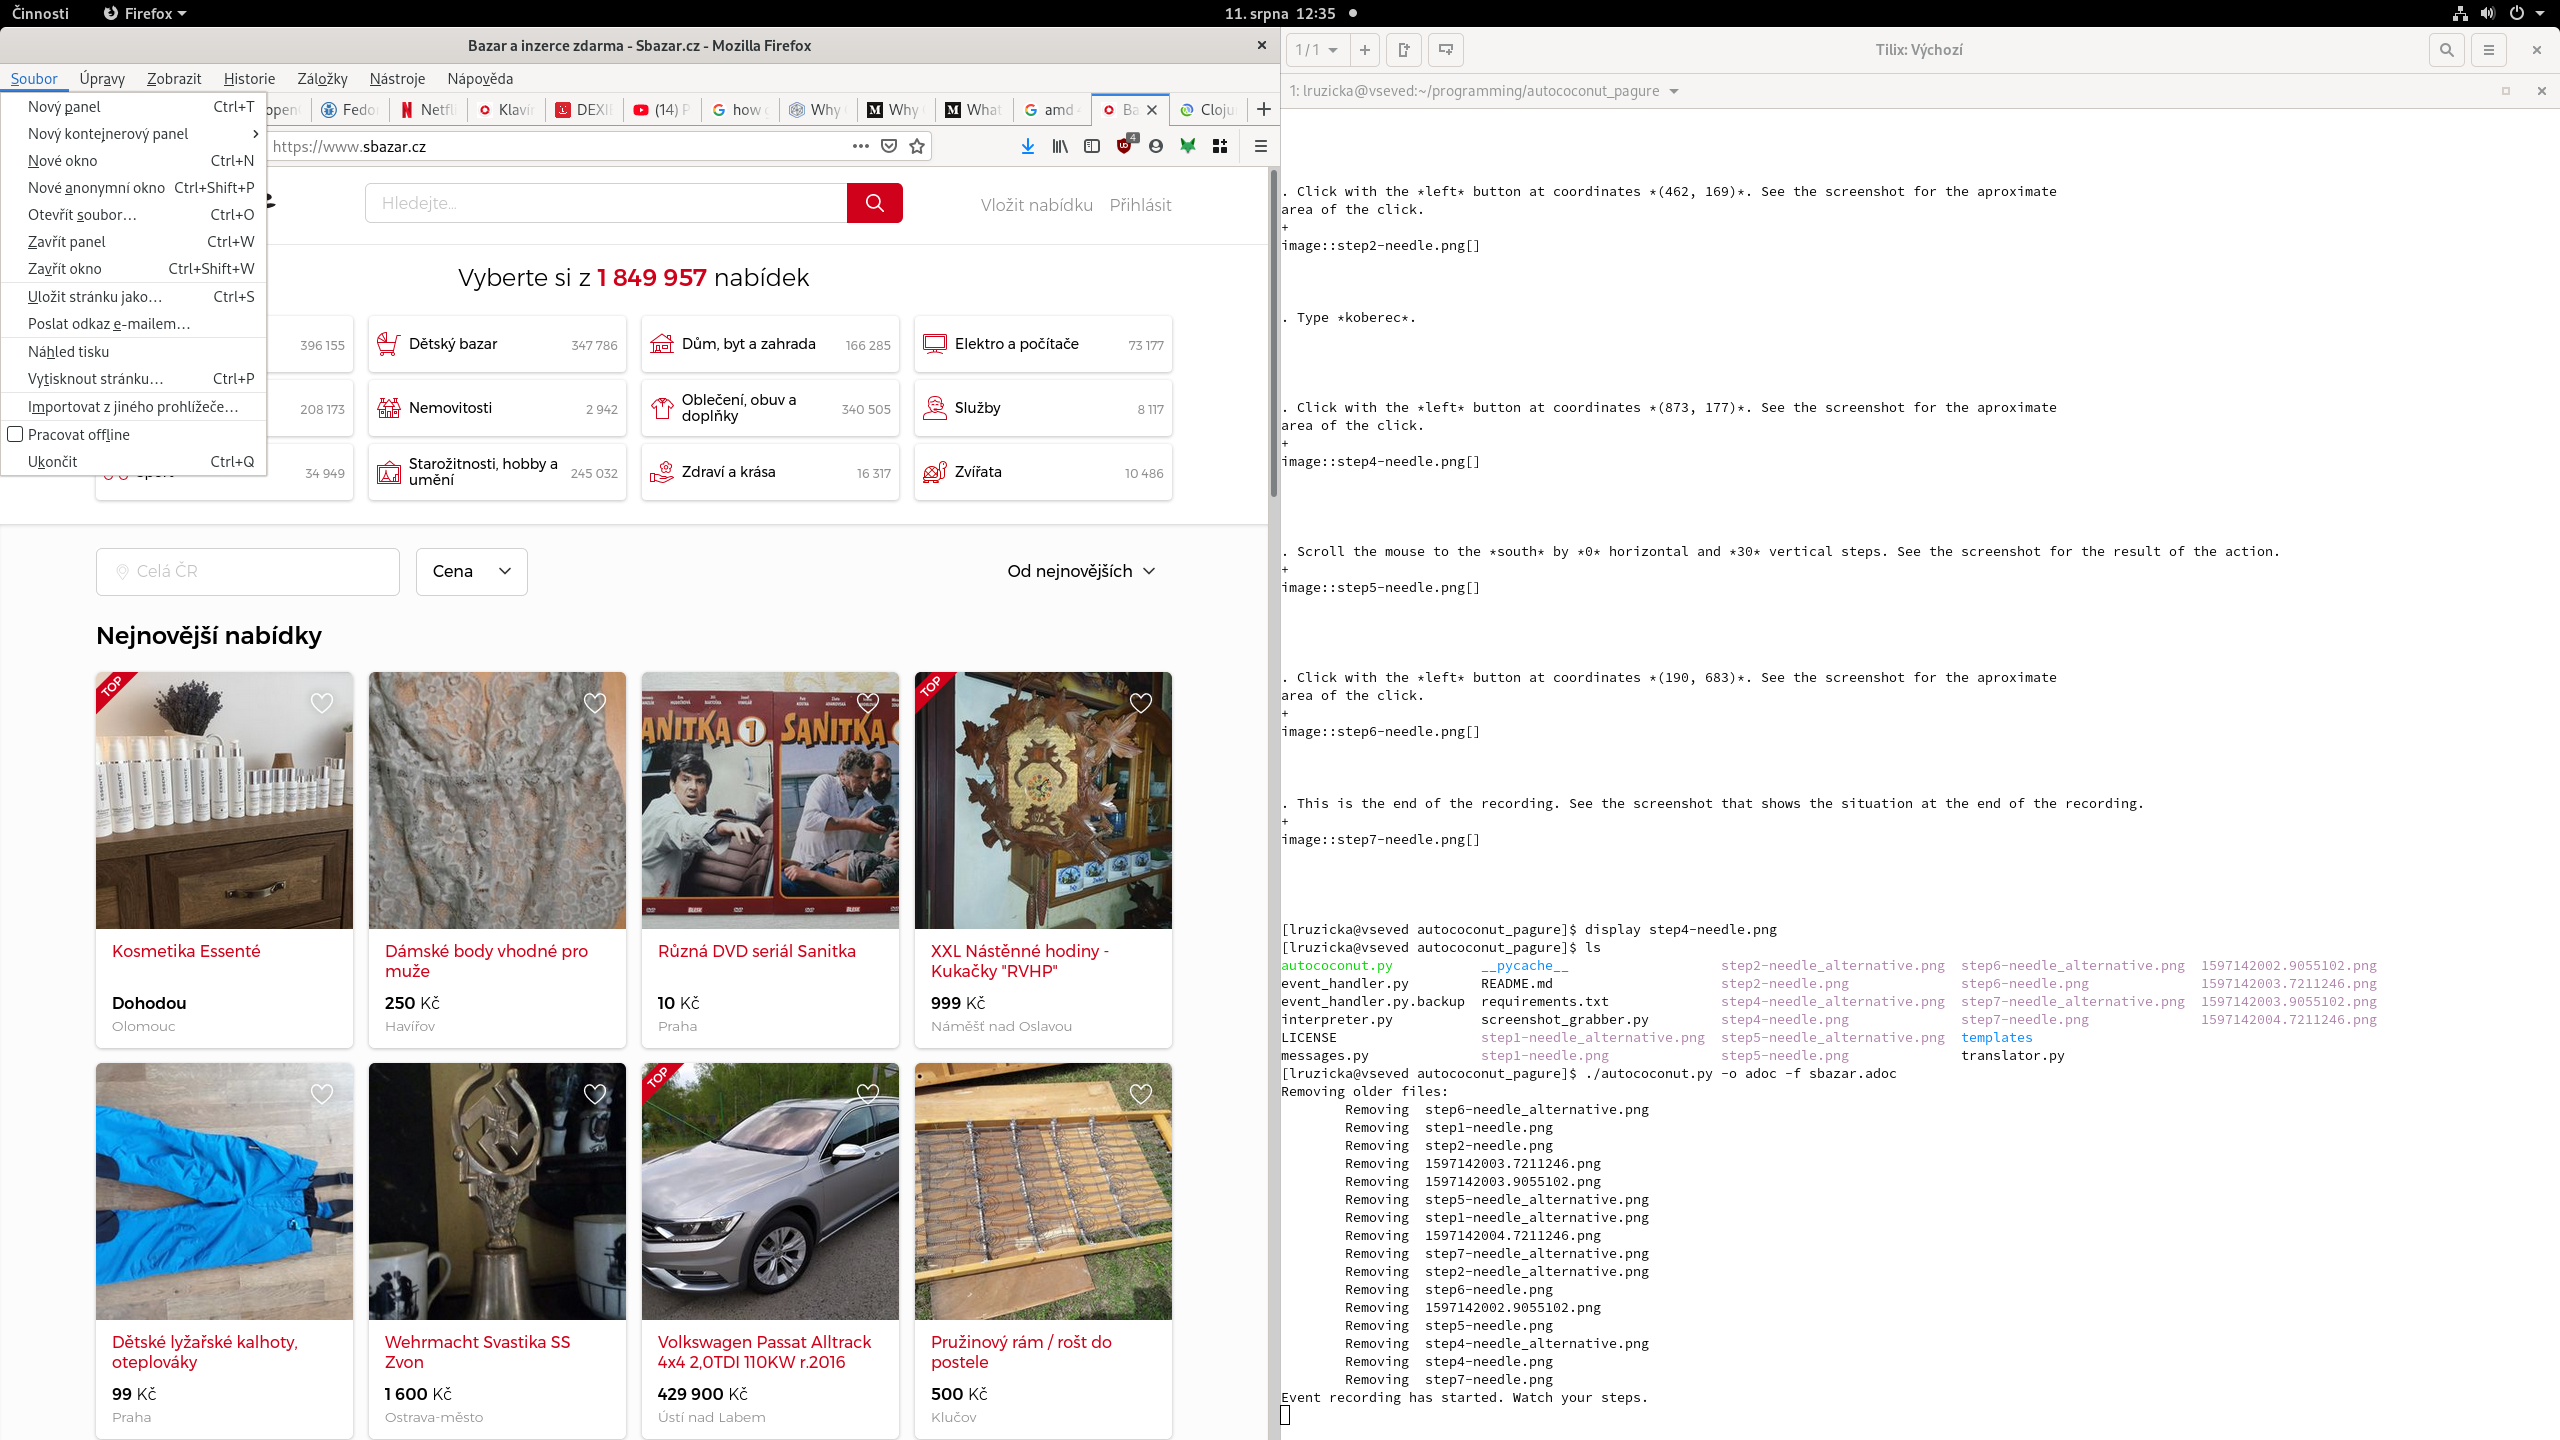 Činnosti
Firefox
11. srpna 12:35
Bazar a inzerce zdarma - Sbazar.cz - Mozilla Firefox
Soubor Úpravy Zobrazit Historie Záložky Nástroje Nápověda
Nový panel Ctrl+T
Nový kontejnerový panel
Nové okno Ctrl+N
Nové anonymní okno Ctrl+Shift+P
Otevřít soubor… Ctrl+O
Zavřít panel Ctrl+W
Zavřít okno Ctrl+Shift+W
Uložit stránku jako… Ctrl+S
Poslat odkaz e-mailem…
Náhled tisku
Vytisknout stránku… Ctrl+P
Importovat z jiného prohlížeče…
Pracovat offline
Ukončit Ctrl+Q
Fedo Netfl Klaví DEXI (14) how Why Why What amd Ba Cloju
https://www.sbazar.cz
4
Hledejte...
Vložit nabídku Přihlásit
Vyberte si z 1 849 957 nabídek
396 155
Dětský bazar 347 786
Dům, byt a zahrada 166 285
Elektro a počítače 73 177
208 173
Nemovitosti 2 942
Oblečení, obuv a
doplňky 340 505
Služby 8 117
34 949
Starožitnosti, hobby a
umění 245 032
Zdraví a krása 16 317
Zvířata 10 486
Celá ČR
Cena
Od nejnovějších
Nejnovější nabídky
TOP
Kosmetika Essenté
Dohodou
Olomouc
Dámské body vhodné pro
muže
250 Kč
Havířov
SANITKA 1
SANITKA
Různá DVD seriál Sanitka
10 Kč
Praha
TOP
XXL Nástěnné hodiny -
Kukačky "RVHP"
999 Kč
Náměšť nad Oslavou
Dětské lyžařské kalhoty,
oteplováky
99 Kč
Praha
Wehrmacht Svastika SS
Zvon
1 600 Kč
Ostrava-město
TOP
Volkswagen Passat Alltrack
4x4 2,0TDI 110KW r.2016
429 900 Kč
Ústí nad Labem
Pružinový rám / rošt do
postele
500 Kč
Klučov
1 / 1
Tilix: Výchozí
1: lruzicka@vseved:~/programming/autococonut_pagure
. Click with the *left* button at coordinates *(462, 169)*. See the screenshot for the aproximate
area of the click.
+
image::step2-needle.png[]
. Type *koberec*.
. Click with the *left* button at coordinates *(873, 177)*. See the screenshot for the aproximate
area of the click.
+
image::step4-needle.png[]
. Scroll the mouse to the *south* by *0* horizontal and *30* vertical steps. See the screenshot for the result of the action.
+
image::step5-needle.png[]
. Click with the *left* button at coordinates *(190, 683)*. See the screenshot for the aproximate
area of the click.
+
image::step6-needle.png[]
. This is the end of the recording. See the screenshot that shows the situation at the end of the recording.
+
image::step7-needle.png[]
[lruzicka@vseved autococonut_pagure]$ display step4-needle.png
[lruzicka@vseved autococonut_pagure]$ ls
autococonut.py __pycache__ step2-needle_alternative.png step6-needle_alternative.png 1597142002.9055102.png
event_handler.py README.md step2-needle.png step6-needle.png 1597142003.7211246.png
event_handler.py.backup requirements.txt step4-needle_alternative.png step7-needle_alternative.png 1597142003.9055102.png
interpreter.py screenshot_grabber.py step4-needle.png step7-needle.png 1597142004.7211246.png
LICENSE step1-needle_alternative.png step5-needle_alternative.png templates
messages.py step1-needle.png step5-needle.png translator.py
[lruzicka@vseved autococonut_pagure]$ ./autococonut.py -o adoc -f sbazar.adoc
Removing older files:
Removing step6-needle_alternative.png
Removing step1-needle.png
Removing step2-needle.png
Removing 1597142003.7211246.png
Removing 1597142003.9055102.png
Removing step5-needle_alternative.png
Removing step1-needle_alternative.png
Removing 1597142004.7211246.png
Removing step7-needle_alternative.png
Removing step2-needle_alternative.png
Removing step6-needle.png
Removing 1597142002.9055102.png
Removing step5-needle.png
Removing step4-needle_alternative.png
Removing step4-needle.png
Removing step7-needle.png
Event recording has started. Watch your steps.